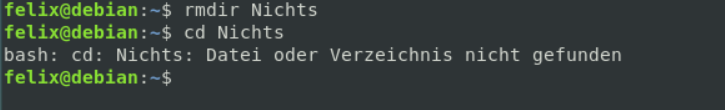 felix@debian:~$ rmdir Nichts
felix@debian:~$ cd Nichts
bash: cd: Nichts: Datei oder Verzeichnis nicht gefunden
felix@debian:~$